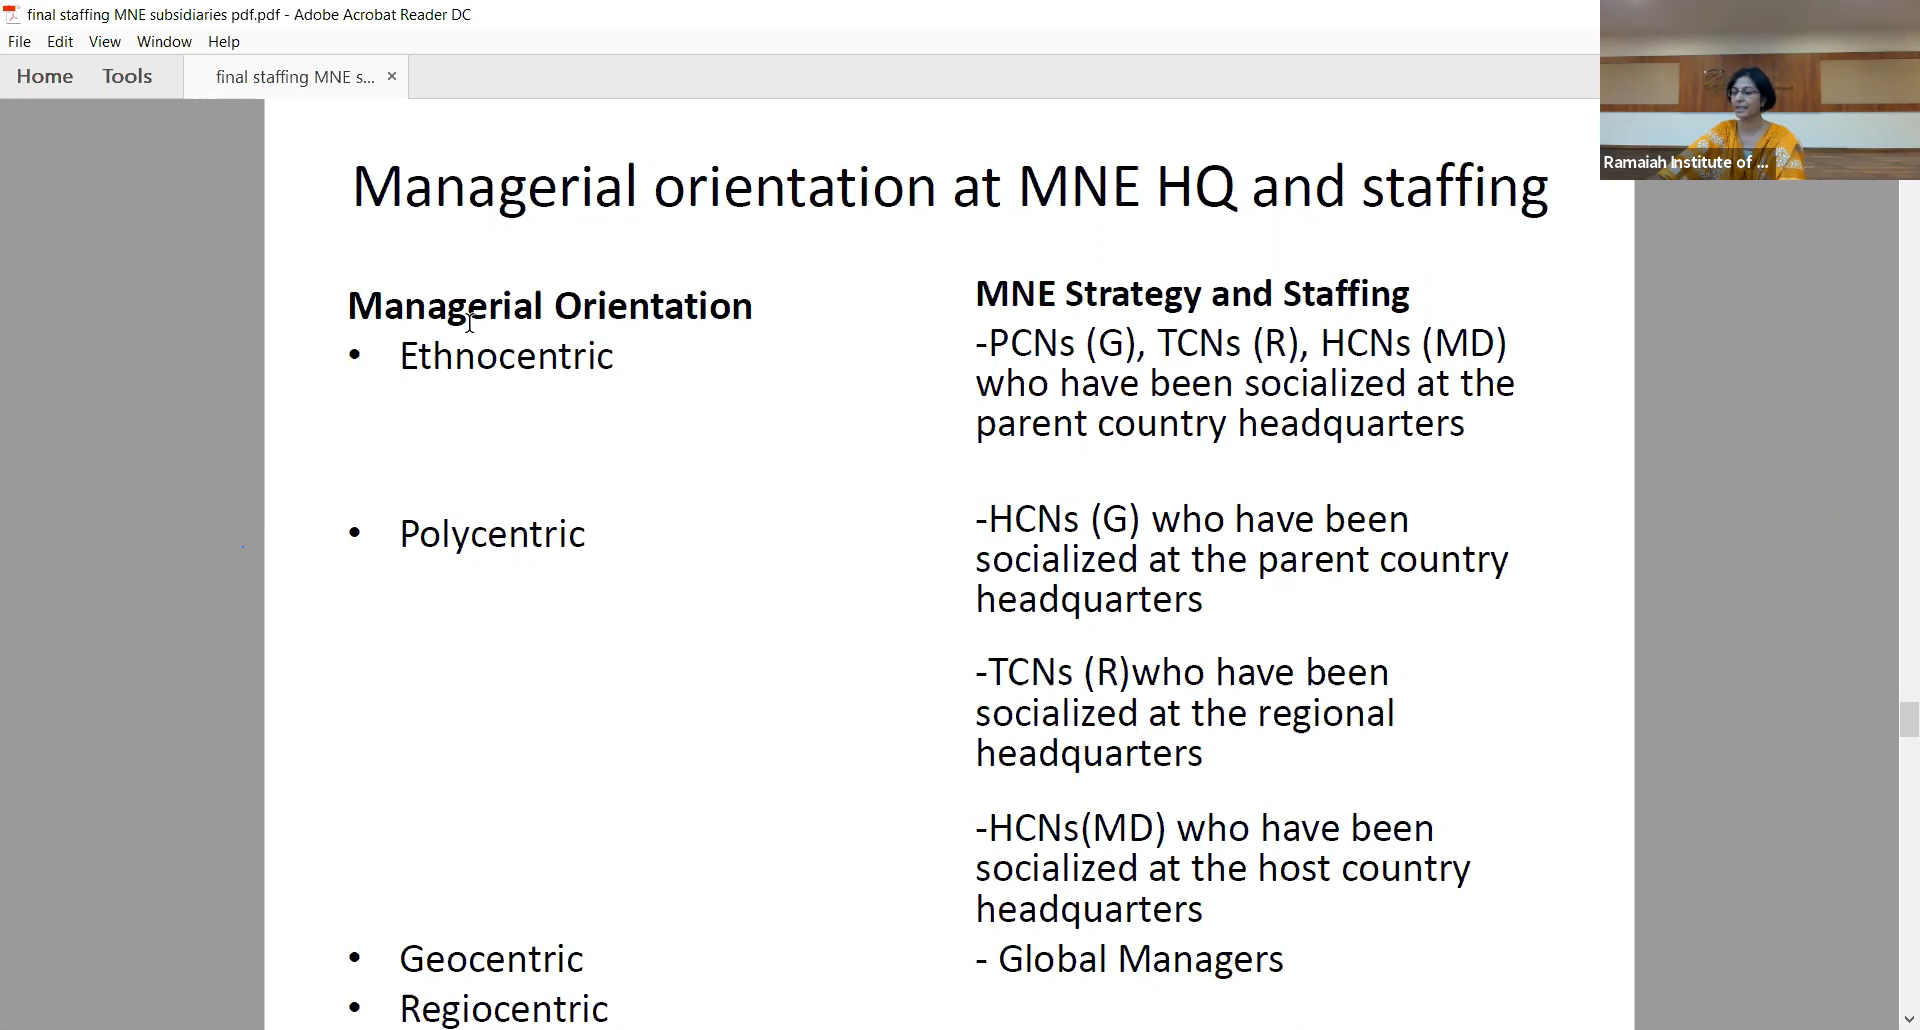 final staffing MNE subsidiaries pdf.pdf - Adobe Acrobat Reader DC
File Edit View Window Help
Home Tools final staffing MNE s... ×
Ramaiah Institute of ...
Managerial orientation at MNE HQ and staffing
Managerial Orientation
• Ethnocentric
• Polycentric
• Geocentric
• Regiocentric
MNE Strategy and Staffing
-PCNs (G), TCNs (R), HCNs (MD)
who have been socialized at the
parent country headquarters
-HCNs (G) who have been
socialized at the parent country
headquarters
-TCNs (R)who have been
socialized at the regional
headquarters
-HCNs(MD) who have been
socialized at the host country
headquarters
- Global Managers